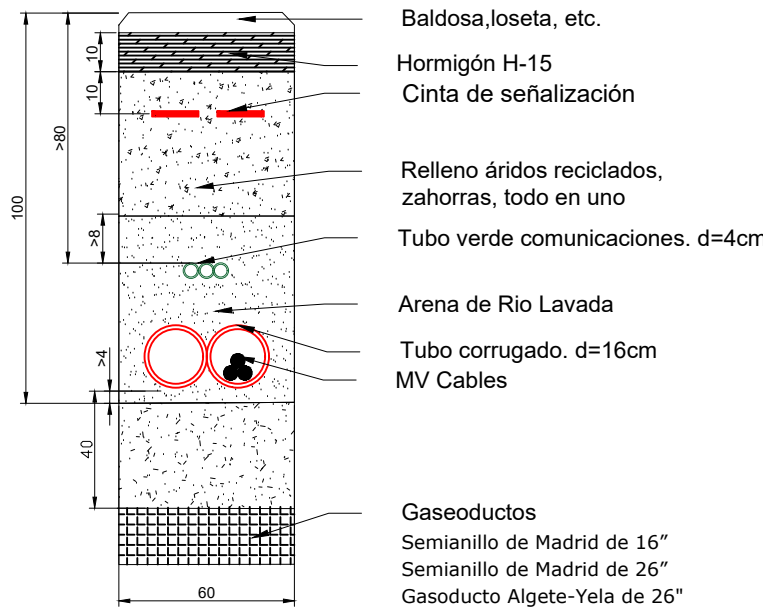 Baldosa,loseta, etc.
10
Hormigón H-15
10
Cinta de señalización
>80
100
Relleno áridos reciclados,
zahorras, todo en uno
>8
Tubo verde comunicaciones. d=4cm
Arena de Rio Lavada
Tubo corrugado. d=16cm
>4
MV Cables
40
Gaseoductos
Semianillo de Madrid de 16”
Semianillo de Madrid de 26”
Gasoducto Algete-Yela de 26"
60